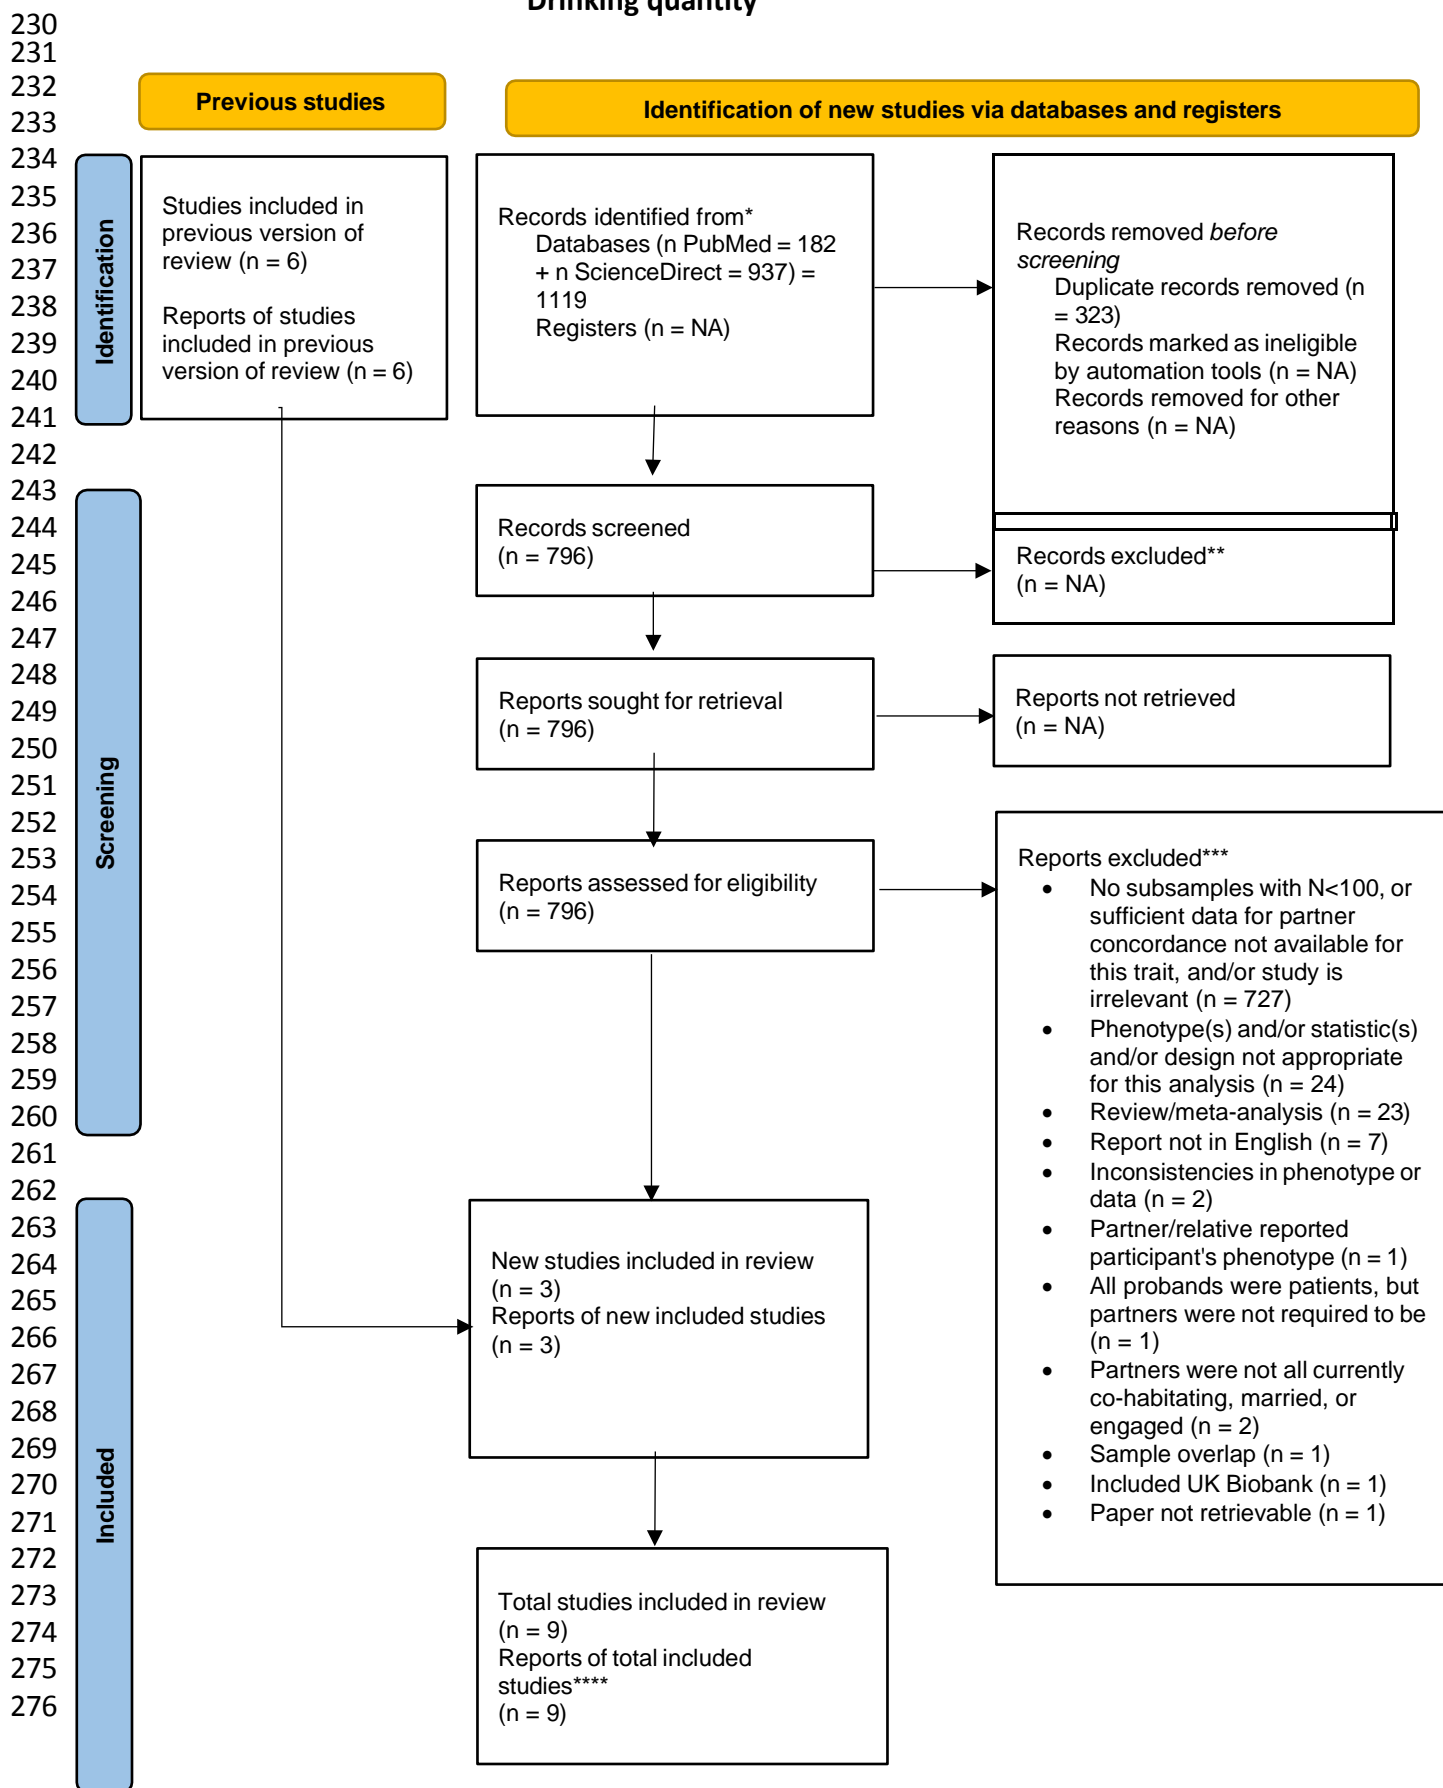 Drinking quantity
230
231
232
233
234
235
236
237
238
239
240
241
242
243
244
245
246
247
248
249
250
251
252
253
254
255
256
257
258
259
260
261
262
263
264
265
266
267
268
269
270
271
272
273
274
275
276
Previous studies
Identification of new studies via databases and registers
Identification
Studies included in
previous version of
review (n = 6)
Reports of studies
included in previous
version of review (n = 6)
Records identified from*
Databases (n PubMed = 182
+ n ScienceDirect = 937) =
1119
Registers (n = NA)
Records removed before
screening
Duplicate records removed (n
= 323)
Records marked as ineligible
by automation tools (n = NA)
Records removed for other
reasons (n = NA)
Screening
Records screened
(n = 796)
Records excluded**
(n = NA)
Reports sought for retrieval
(n = 796)
Reports not retrieved
(n = NA)
Reports assessed for eligibility
(n = 796)
Reports excluded***
• No subsamples with N<100, or
sufficient data for partner
concordance not available for
this trait, and/or study is
irrelevant (n = 727)
• Phenotype(s) and/or statistic(s)
and/or design not appropriate
for this analysis (n = 24)
• Review/meta-analysis (n = 23)
• Report not in English (n = 7)
• Inconsistencies in phenotype or
data (n = 2)
• Partner/relative reported
participant's phenotype (n = 1)
• All probands were patients, but
partners were not required to be
(n = 1)
• Partners were not all currently
co-habitating, married, or
engaged (n = 2)
• Sample overlap (n = 1)
• Included UK Biobank (n = 1)
• Paper not retrievable (n = 1)
Included
New studies included in review
(n = 3)
Reports of new included studies
(n = 3)
Total studies included in review
(n = 9)
Reports of total included
studies****
(n = 9)